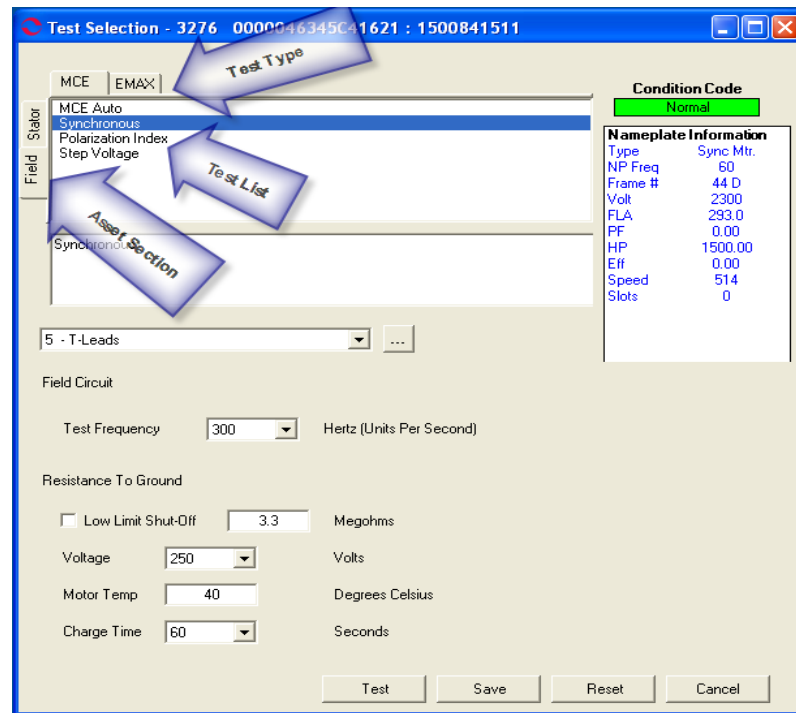 Test Selection - 3276 0000046345C41621 : 1500841511
Test Type
MCE EMAX
Condition Code
Normal
Stator
Field
MCE Auto
Synchronous
Polarization Index
Step Voltage
Test List
Asset Section
Synchronous
Nameplate Information
Type Sync Mtr.
NP Freq 60
Frame # 44 D
Volt 2300
FLA 293.0
PF 0.00
HP 1500.00
Eff 0.00
Speed 514
Slots 0
5 - T-Leads
...
Field Circuit
Test Frequency 300 Hertz (Units Per Second)
Resistance To Ground
Low Limit Shut-Off 3.3 Megohms
Voltage 250 Volts
Motor Temp 40 Degrees Celsius
Charge Time 60 Seconds
Test Save Reset Cancel